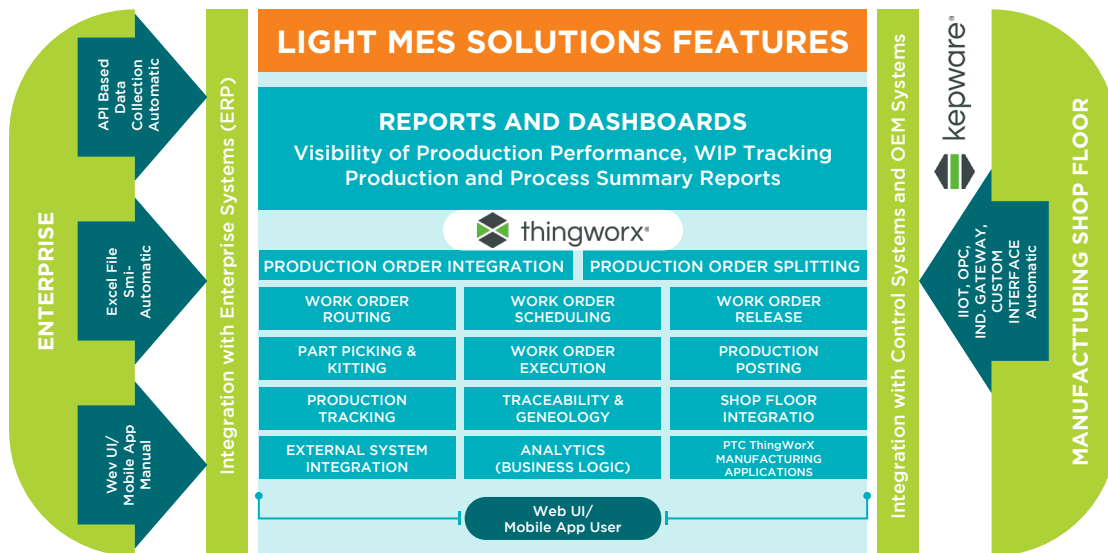 ENTERPRISE
API Based
Data
Collection
Automatic
Excel File
Smi-
Automatic
Wev UI/
Mobile App
Manual
Integration with Enterprise Systems (ERP)
LIGHT MES SOLUTIONS FEATURES
REPORTS AND DASHBOARDS
Visibility of Prooduction Performance, WIP Tracking
Production and Process Summary Reports
thingworx®
PRODUCTION ORDER INTEGRATION
PRODUCTION ORDER SPLITTING
WORK ORDER
ROUTING
WORK ORDER
SCHEDULING
WORK ORDER
RELEASE
PART PICKING &
KITTING
WORK ORDER
EXECUTION
PRODUCTION
POSTING
PRODUCTION
TRACKING
TRACEABILITY &
GENEOLOGY
SHOP FLOOR
INTEGRATIO
EXTERNAL SYSTEM
INTEGRATION
ANALYTICS
(BUSINESS LOGIC)
PTC ThingWorX
MANUFACTURING
APPLICATIONS
Web UI/
Mobile App User
Integration with Control Systems and OEM Systems
kepware®
IIOT, OPC,
IND. GATEWAY,
CUSTOM
INTERFACE
Automatic
MANUFACTTURING SHOP FLOOR